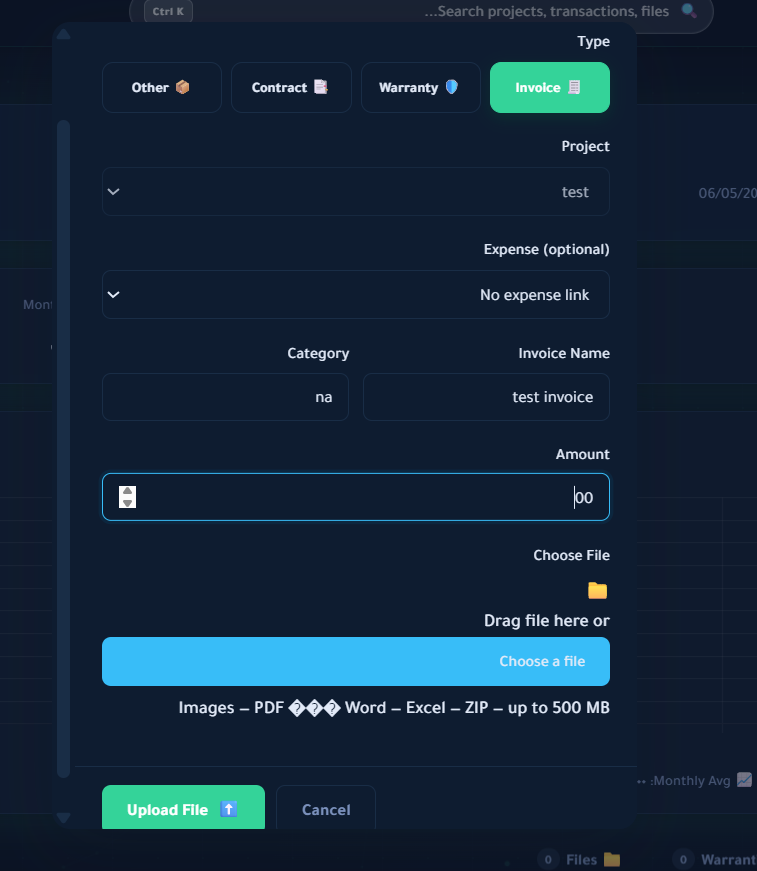 Ctrl K
...Search projects, transactions, files
Type
Other 📦 Contract 📑 Warranty 🛡️ Invoice 🧾
Project
06/05/20
test
Expense (optional)
No expense link
Mont
Category Invoice Name
na test invoice
Amount
00
Choose File
📁
Drag file here or
Choose a file
Images – PDF ��� Word – Excel – ZIP – up to 500 MB
Upload File ⬆️ Cancel
•• :Monthly Avg 📈
0 Files 📁 0 Warrant